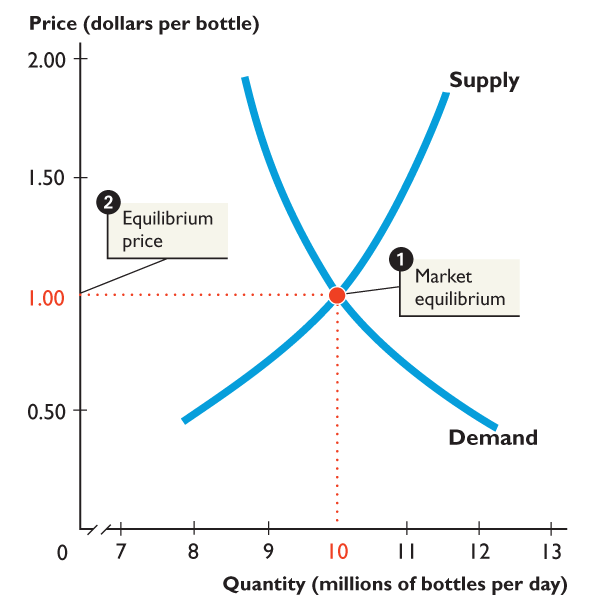 Price (dollars per bottle)
2.00
Supply
1.50
2
Equilibrium
price
1
Market
equilibrium
1.00
0.50
Demand
0 7 8 9 10 11 12 13
Quantity (millions of bottles per day)